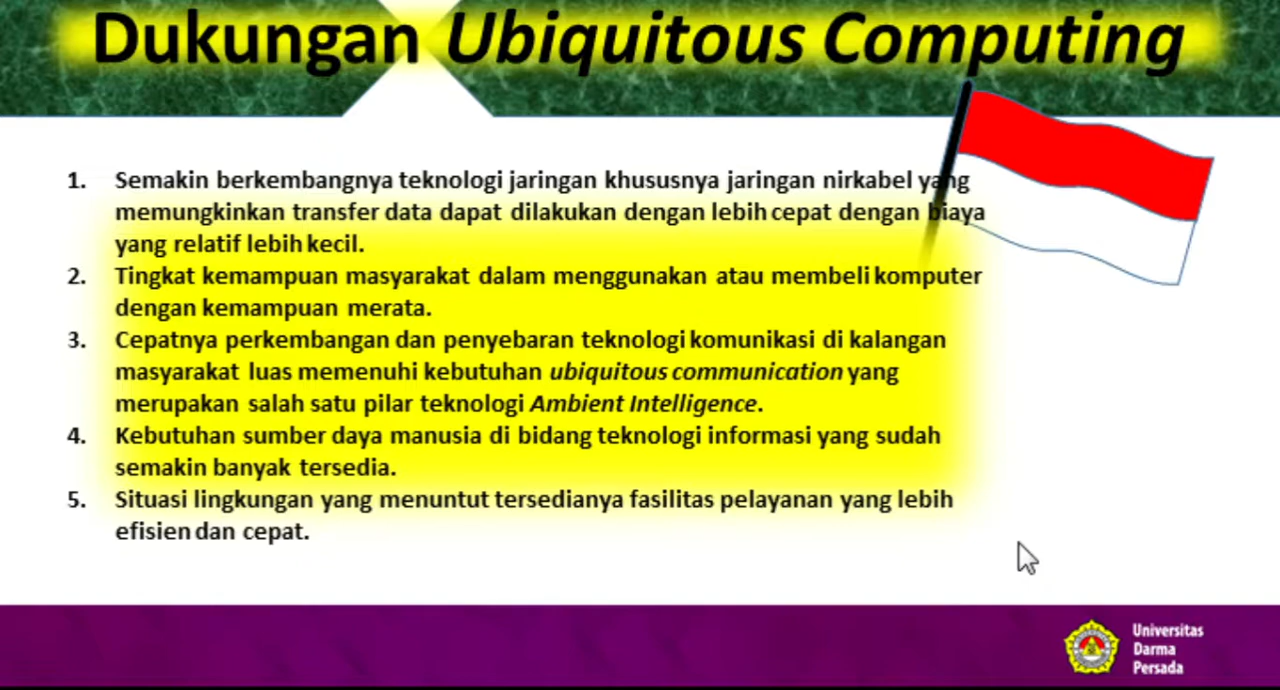 Dukungan Ubiquitous Computing
1. Semakin berkembangnya teknologi jaringan khususnya jaringan nirkabel yang
memungkinkan transfer data dapat dilakukan dengan lebih cepat dengan biaya
yang relatif lebih kecil.
2. Tingkat kemampuan masyarakat dalam menggunakan atau membeli komputer
dengan kemampuan merata.
3. Cepatnya perkembangan dan penyebaran teknologi komunikasi di kalangan
masyarakat luas memenuhi kebutuhan ubiquitous communication yang
merupakan salah satu pilar teknologi Ambient Intelligence.
4. Kebutuhan sumber daya manusia di bidang teknologi informasi yang sudah
semakin banyak tersedia.
5. Situasi lingkungan yang menuntut tersedianya fasilitas pelayanan yang lebih
efisien dan cepat.
Universitas
Darma
Persada